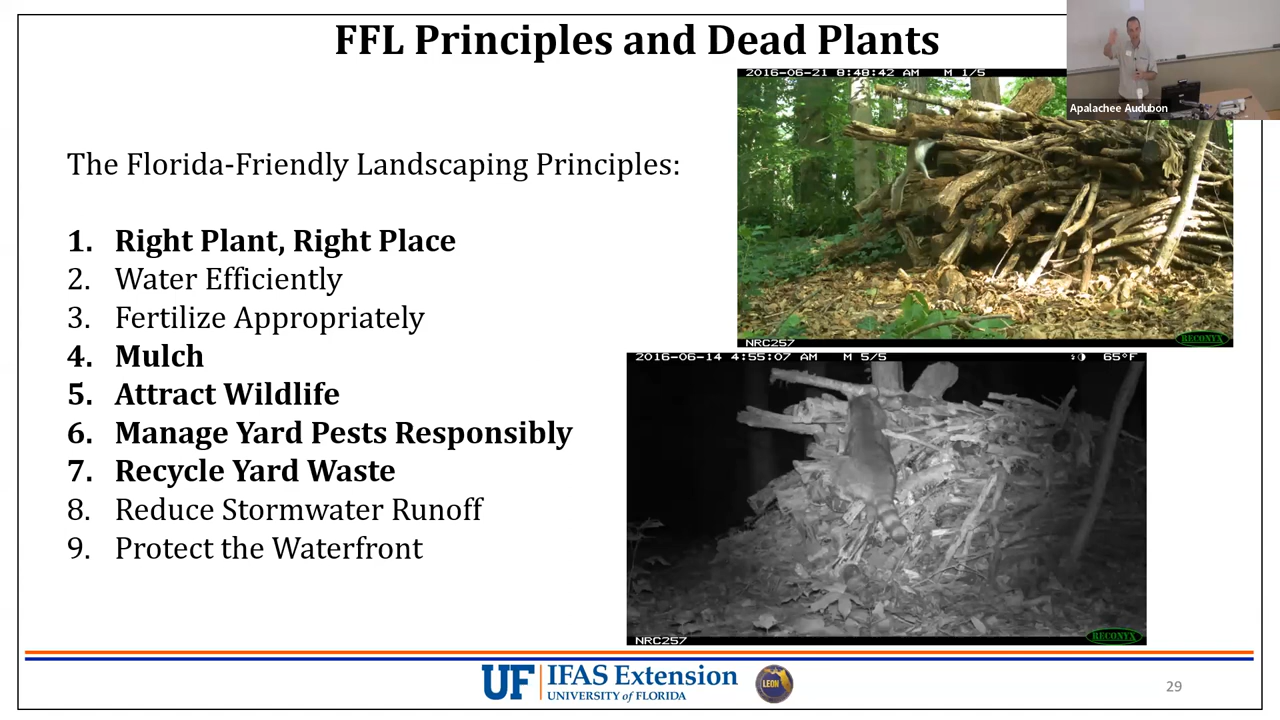 FFL Principles and Dead Plants
2016-06-21 8:48:42 AM M 1/5
Apalachee Audubon
The Florida-Friendly Landscaping Principles:
1. Right Plant, Right Place
2. Water Efficiently
3. Fertilize Appropriately
4. Mulch
5. Attract Wildlife
6. Manage Yard Pests Responsibly
7. Recycle Yard Waste
8. Reduce Stormwater Runoff
9. Protect the Waterfront
NRC257
RECONYX
2016-06-14 4:55:07 AM M 5/5 65°F
NRC257
RECONYX
UF IFAS Extension
UNIVERSITY of FLORIDA
LEON
29